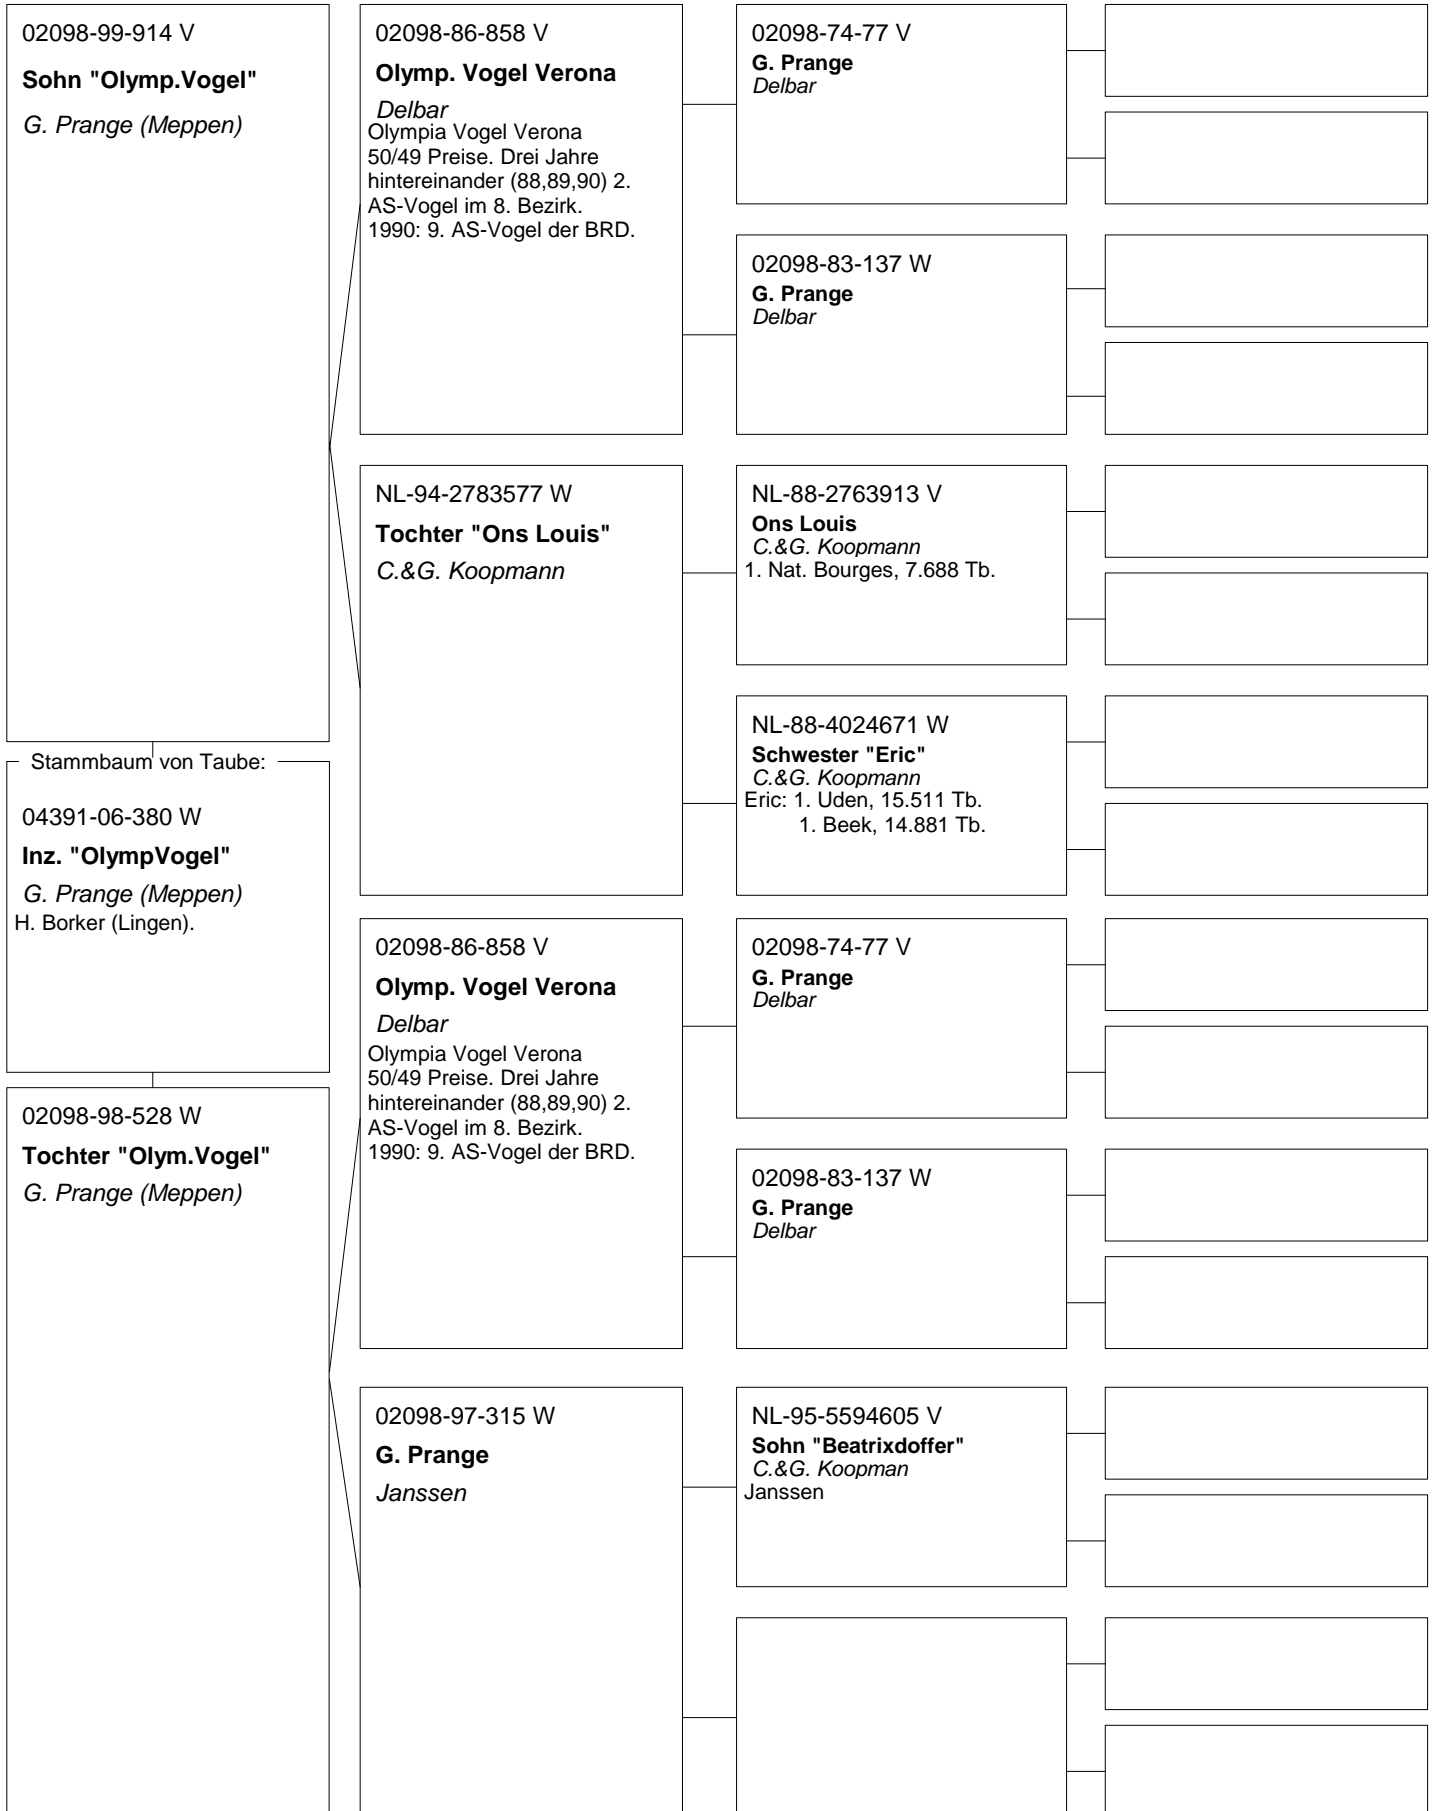 02098-99-914 V
Sohn "Olymp.Vogel"
G. Prange (Meppen)
Stammbaum von Taube:
04391-06-380 W
Inz. "OlympVogel"
G. Prange (Meppen)
H. Borker (Lingen).
02098-98-528 W
Tochter "Olym.Vogel"
G. Prange (Meppen)
02098-86-858 V
Olymp. Vogel Verona
Delbar
Olympia Vogel Verona
50/49 Preise. Drei Jahre
hintereinander (88,89,90) 2.
AS-Vogel im 8. Bezirk.
1990: 9. AS-Vogel der BRD.
NL-94-2783577 W
Tochter "Ons Louis"
C.&G. Koopmann
02098-86-858 V
Olymp. Vogel Verona
Delbar
Olympia Vogel Verona
50/49 Preise. Drei Jahre
hintereinander (88,89,90) 2.
AS-Vogel im 8. Bezirk.
1990: 9. AS-Vogel der BRD.
02098-97-315 W
G. Prange
Janssen
02098-74-77 V
G. Prange
Delbar
02098-83-137 W
G. Prange
Delbar
NL-88-2763913 V
Ons Louis
C.&G. Koopmann
1. Nat. Bourges, 7.688 Tb.
NL-88-4024671 W
Schwester "Eric"
C.&G. Koopmann
Eric: 1. Uden, 15.511 Tb.
1. Beek, 14.881 Tb.
02098-74-77 V
G. Prange
Delbar
02098-83-137 W
G. Prange
Delbar
NL-95-5594605 V
Sohn "Beatrixdoffer"
C.&G. Koopman
Janssen